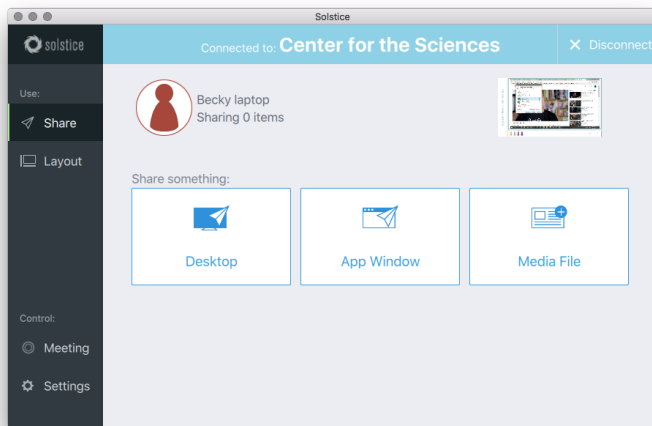 Solstice
solstice
Connected to: Center for the Sciences
Disconnect
Use:
Share
Layout
Becky laptop
Sharing 0 items
Share something:
Desktop
App Window
Media File
Control:
Meeting
Settings